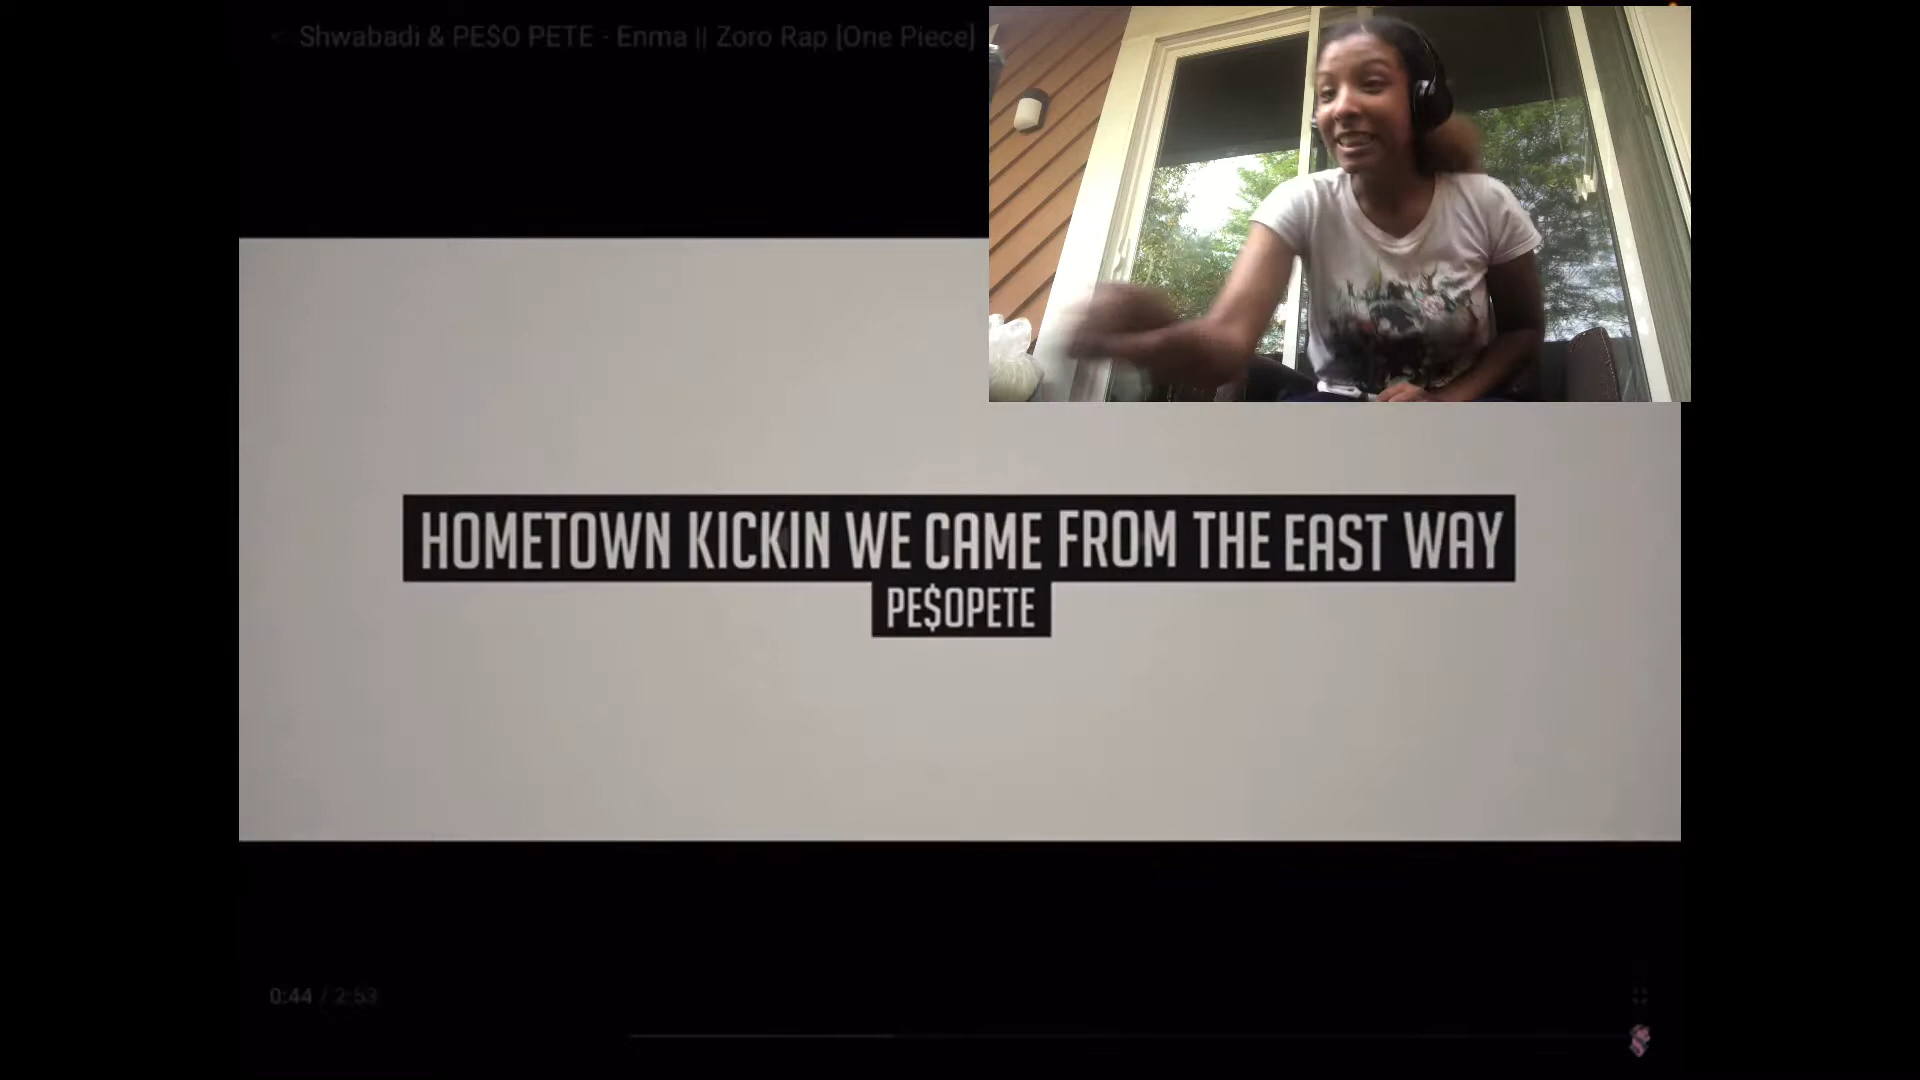 Shwabadi & PE$O PETE - Enma || Zoro Rap [One Piece]
HOMETOWN KICKIN WE CAME FROM THE EAST WAY
PE$OPETE
0:44 / 2:53